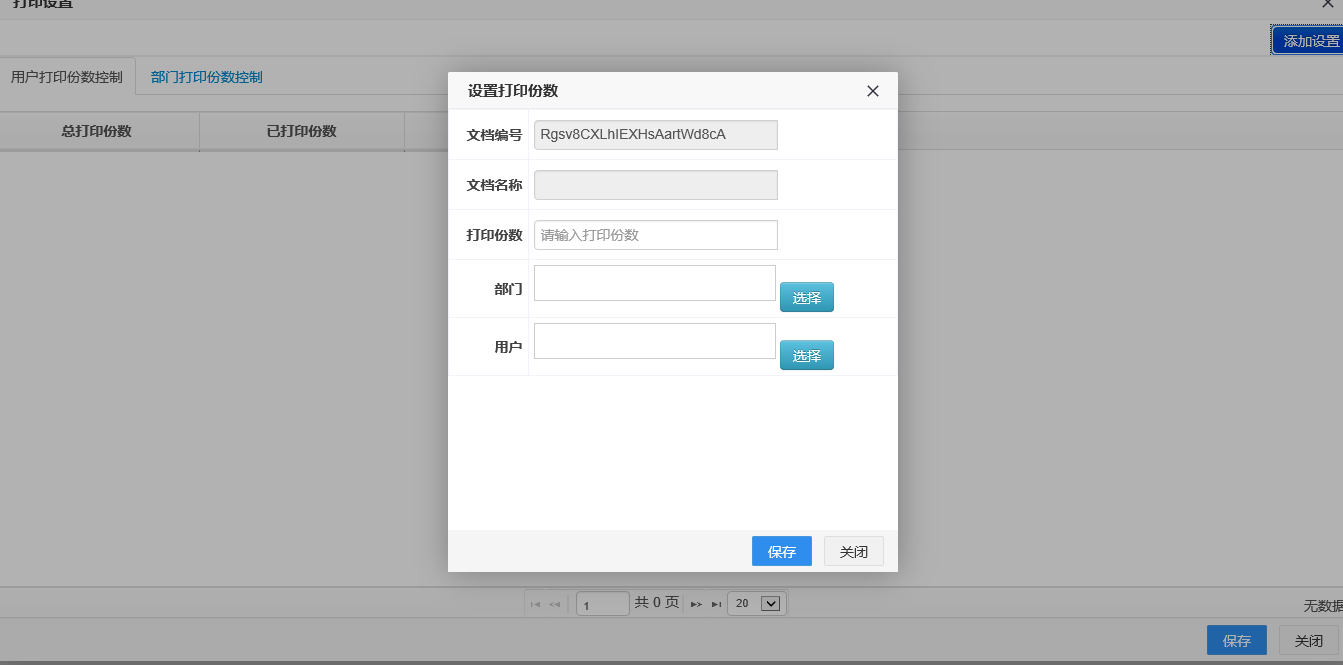 打印设置
添加设置
用户打印份数控制
部门打印份数控制
总打印份数
已打印份数
设置打印份数
文档编号
Rgsv8CXLhIEXHsAartWd8cA
文档名称
打印份数
请输入打印份数
部门
选择
用户
选择
保存
关闭
1
共 0 页
20
无数据
保存
关闭